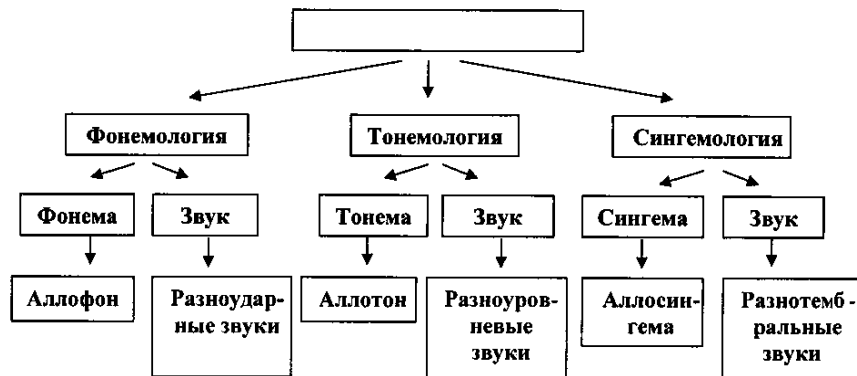 Фонемология
Тонемология
Сингемология
Фонема
Звук
Тонема
Звук
Сингема
Звук
Аллофон
Разноудар-
ные звуки
Аллотон
Разноуров-
невые
звуки
Аллосин-
гема
Разнотемб-
ральные
звуки